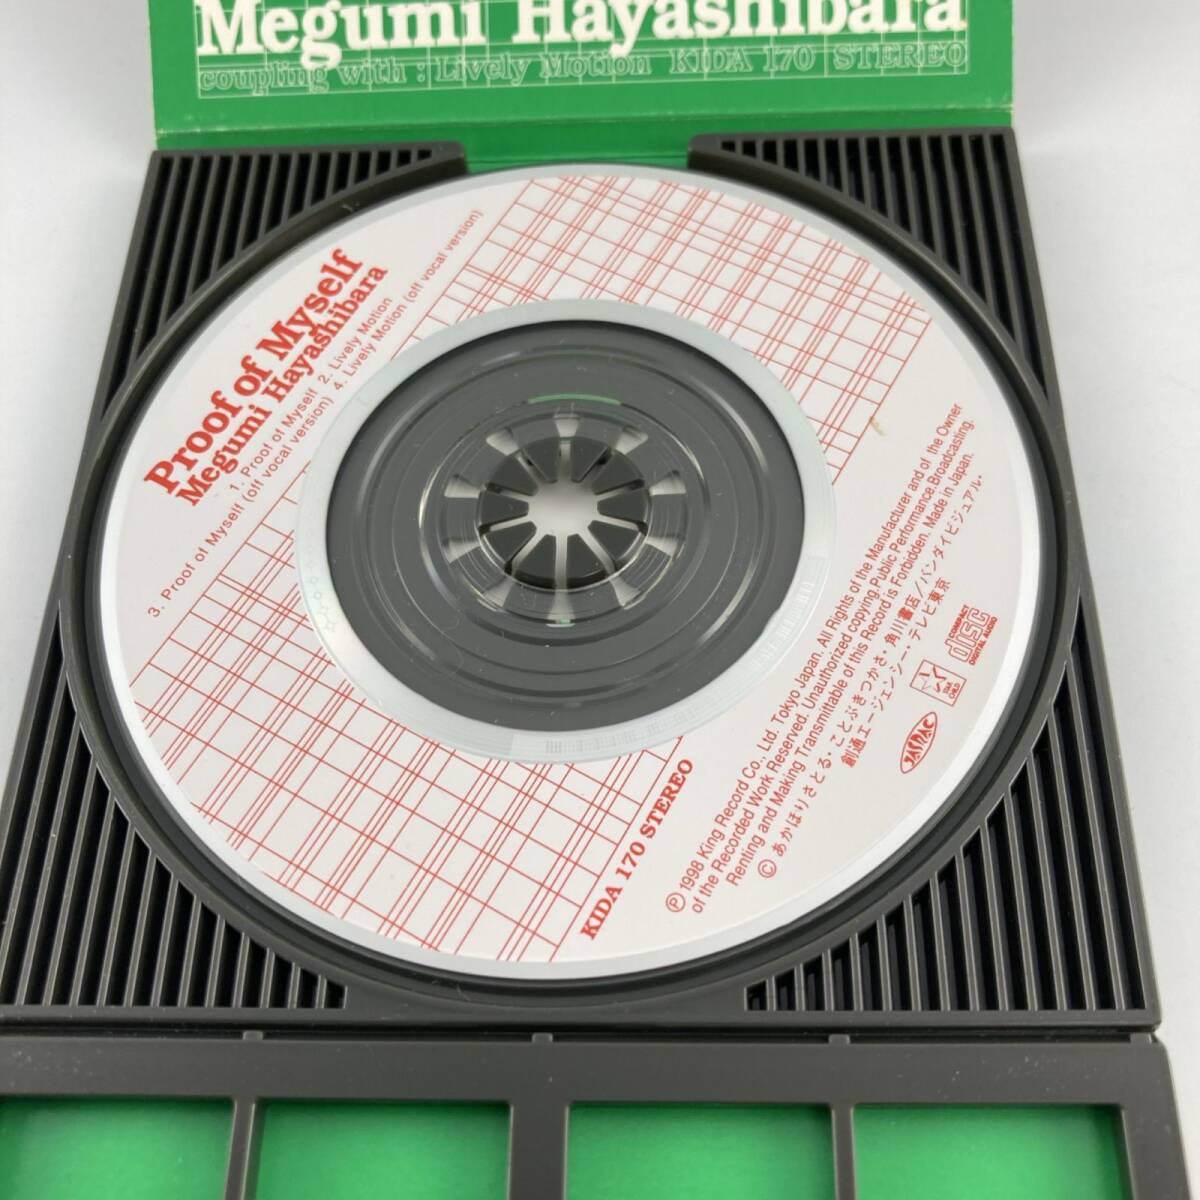 Megumi Hayashibara
coupling with : Lively Motion KIDA 170 STEREO
Proof of Myself
Megumi Hayashibara
1. Proof of Myself 2. Lively Motion
3. Proof of Myself (off vocal version) 4. Lively Motion (off vocal version)
KIDA 170 STEREO
Ⓟ 1998 King Record Co., Ltd. Tokyo Japan. All Rights of the Manufacturer and of the Owner
of the Recorded Work Reserved. Unauthorized copying Public Performance. Broadcasting.
Renting and Making Transmittable of this Record is Forbidden. Made in Japan.
© あかほりさとる・ことぶきつかさ・角川書店/バンダイビジュアル・
創通エージェンシー・テレビ東京
JASRAC
STAR CHILD
COMPACT
disc
DIGITAL AUDIO